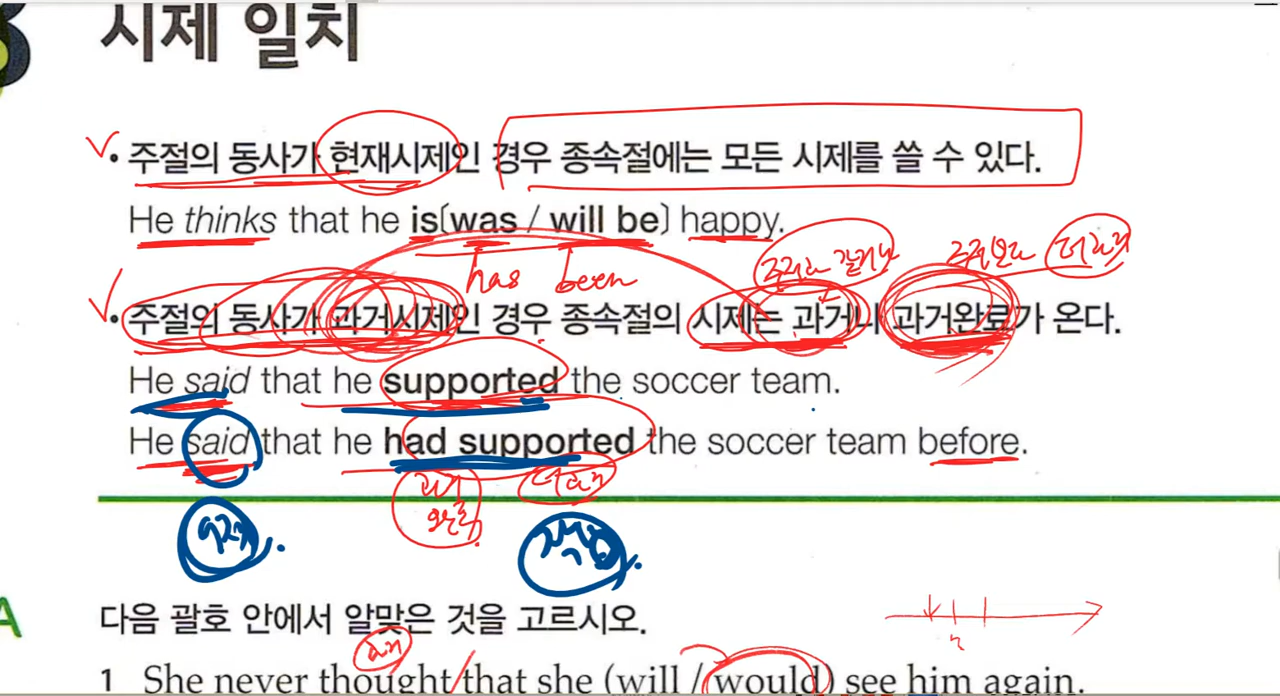 시제 일치
• 주절의 동사가 현재시제인 경우 종속절에는 모든 시제를 쓸 수 있다.
He thinks that he is(was / will be) happy.
has been
• 주절의 동사가 과거시제인 경우 종속절의 시제는 과거나 과거완료가 온다.
He said that he supported the soccer team.
He said that he had supported the soccer team before.
과거
완료
A 다음 괄호 안에서 알맞은 것을 고르시오.
1 She never thought that she (will / would) see him again.